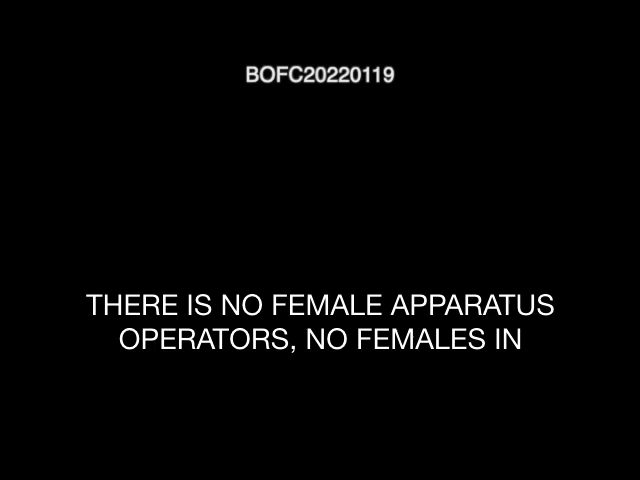 BOFC20220119
THERE IS NO FEMALE APPARATUS
OPERATORS, NO FEMALES IN